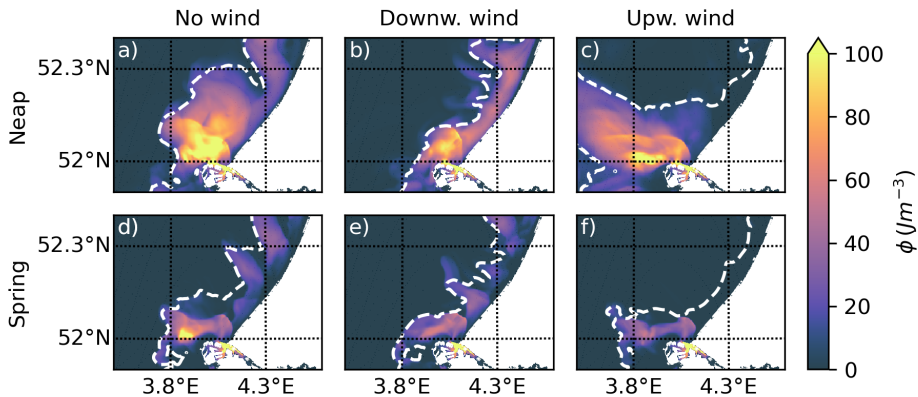 No wind Downw. wind Upw. wind
a) b) c)
52.3°N
Neap
52°N
d) e) f)
52.3°N
Spring
52°N
3.8°E 4.3°E 3.8°E 4.3°E 3.8°E 4.3°E
100
80
60
40
20
0
ϕ (Jm⁻³)